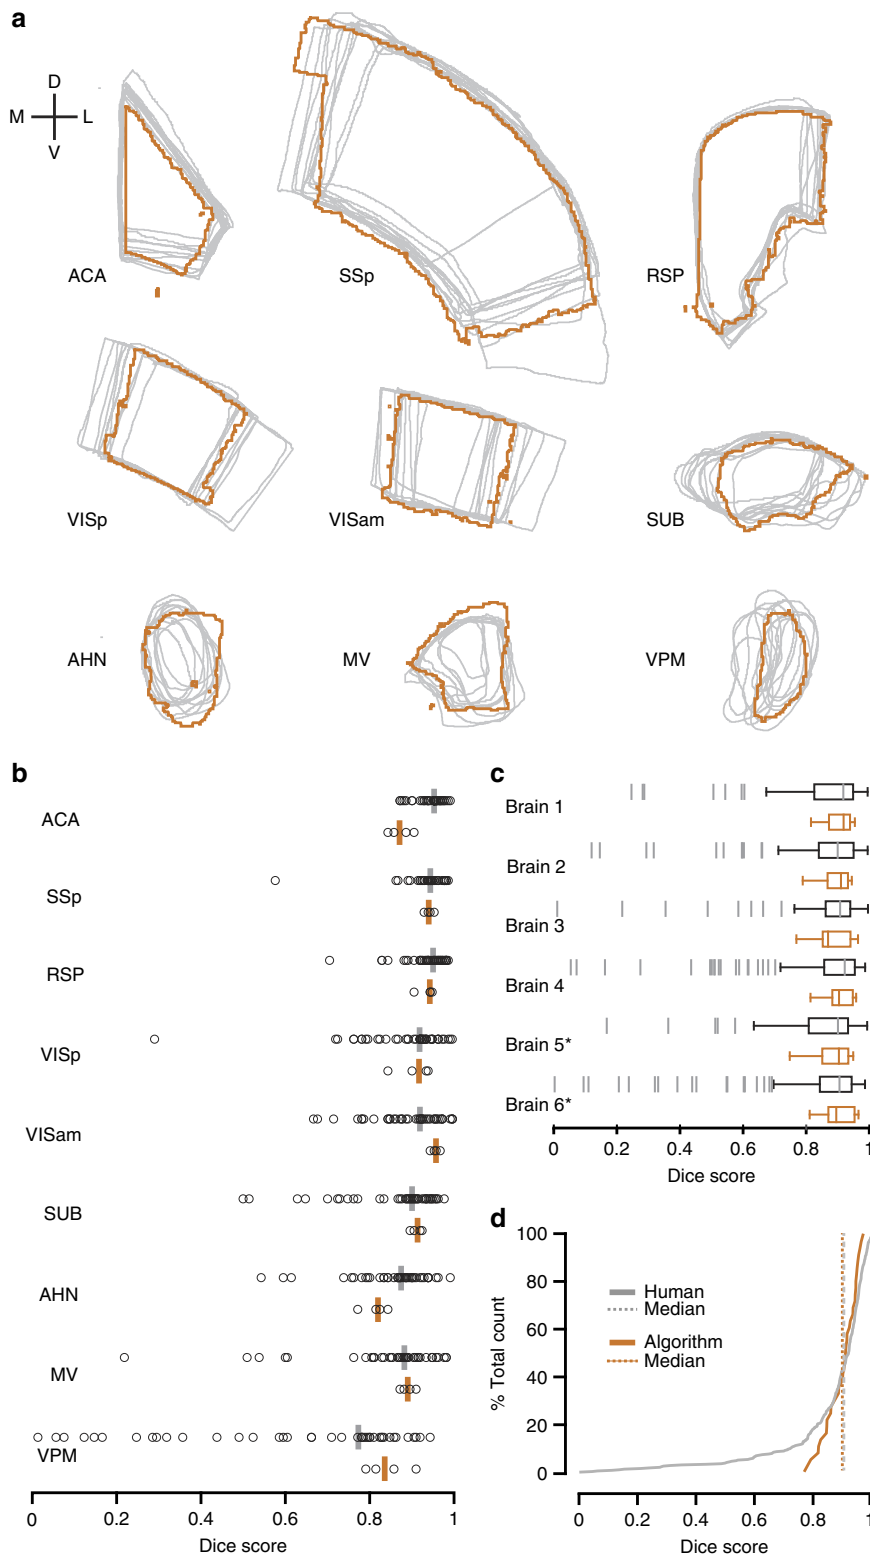 a
D
M L
V
ACA
SSp
RSP
VISp
VISam
SUB
AHN
MV
VPM
b
ACA
SSp
RSP
VISp
VISam
SUB
AHN
MV
VPM
0 0.2 0.4 0.6 0.8 1
Dice score
c
Brain 1
Brain 2
Brain 3
Brain 4
Brain 5*
Brain 6*
0 0.2 0.4 0.6 0.8 1
Dice score
d
% Total count
100
80
60
40
20
0
Human
Median
Algorithm
Median
0 0.2 0.4 0.6 0.8 1
Dice score